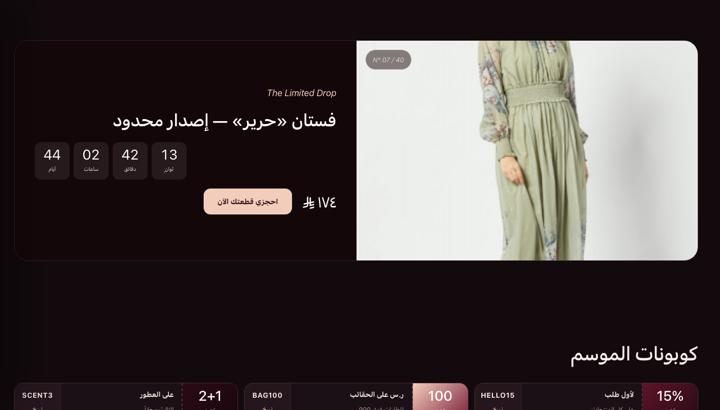 N° 07 / 40
The Limited Drop
فستان «حرير» — إصدار محدود
13 42 02 44
ثوانٍ دقائق ساعات أيام
١٧٤
احجزي قطعتك الآن
كوبونات الموسم
15% لأول طلب HELLO15
100 ر.س على الحقائب BAG100
2+1 على العطور SCENT3